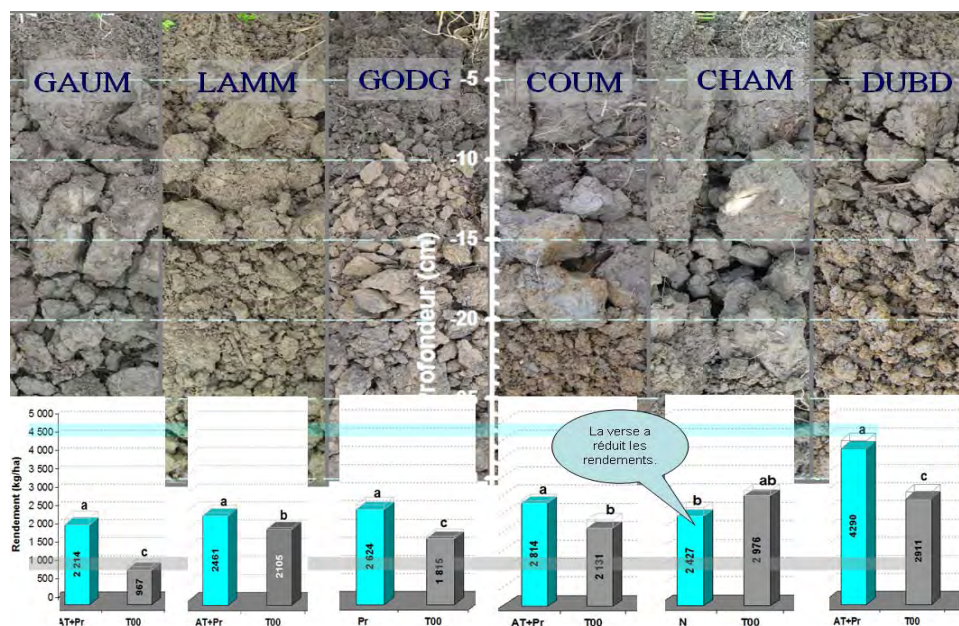 GAUM
LAMM
GODG
COUM
CHAM
DUBD
-5
-10
-15
-20
rofondeur (cm)
La verse a
réduit les
rendements.
Rendement (kg/ha)
5 000
4 500
4 000
3 500
3 000
2 500
2 000
1 500
1 000
500
0
a
2 214
c
967
AT+Pr
T00
a
2461
b
2105
AT+Pr
T00
a
2 624
c
1 815
Pr
T00
a
2 814
b
2 131
AT+Pr
T00
b
2 427
ab
2 976
N
T00
a
4290
c
2911
AT+Pr
T00